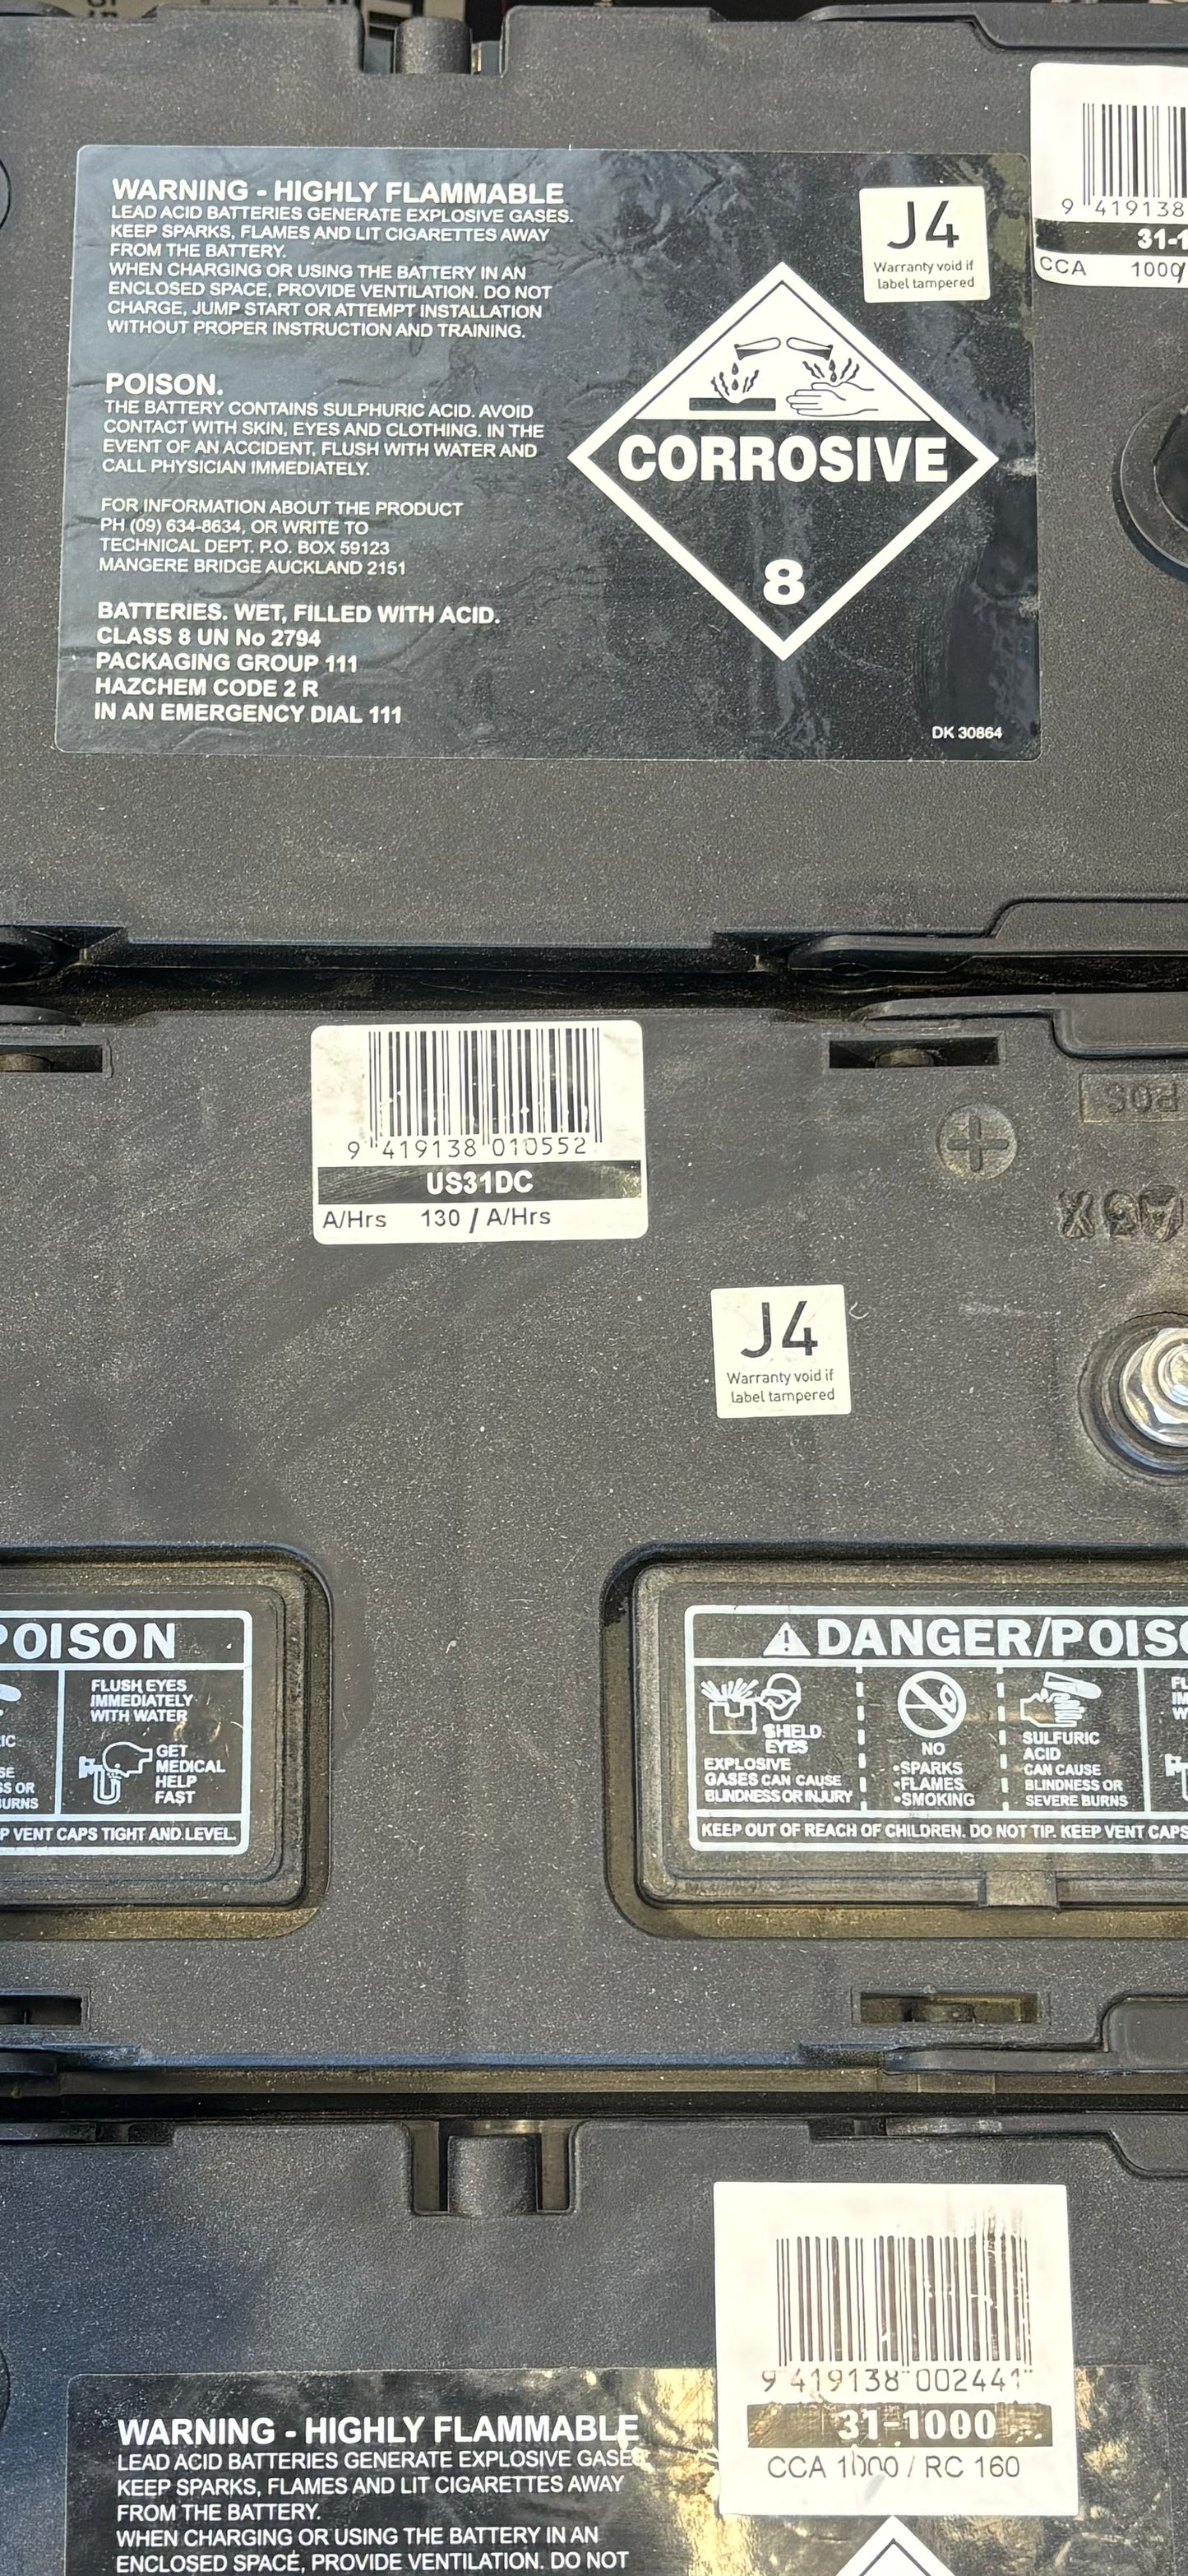 WARNING - HIGHLY FLAMMABLE
LEAD ACID BATTERIES GENERATE EXPLOSIVE GASES.
KEEP SPARKS, FLAMES AND LIT CIGARETTES AWAY
FROM THE BATTERY.
WHEN CHARGING OR USING THE BATTERY IN AN
ENCLOSED SPACE, PROVIDE VENTILATION. DO NOT
CHARGE, JUMP START OR ATTEMPT INSTALLATION
WITHOUT PROPER INSTRUCTION AND TRAINING.
POISON.
THE BATTERY CONTAINS SULPHURIC ACID. AVOID
CONTACT WITH SKIN, EYES AND CLOTHING. IN THE
EVENT OF AN ACCIDENT, FLUSH WITH WATER AND
CALL PHYSICIAN IMMEDIATELY.
FOR INFORMATION ABOUT THE PRODUCT
PH (09) 634-8634, OR WRITE TO
TECHNICAL DEPT. P.O. BOX 59123
MANGERE BRIDGE AUCKLAND 2151
BATTERIES. WET, FILLED WITH ACID.
CLASS 8 UN No 2794
PACKAGING GROUP 111
HAZCHEM CODE 2 R
IN AN EMERGENCY DIAL 111
J4
Warranty void if
label tampered
CORROSIVE
8
DK 30864
9 419138
31-1
CCA 1000/
9 419138 010552
US31DC
A/Hrs 130 / A/Hrs
POS
J4
Warranty void if
label tampered
POISON
FLUSH EYES
IMMEDIATELY
WITH WATER
GET
MEDICAL
HELP
FAST
VENT CAPS TIGHT AND LEVEL.
DANGER/POISO
SHIELD
EYES
EXPLOSIVE
GASES CAN CAUSE
BLINDNESS OR INJURY
NO
•SPARKS
•FLAMES
•SMOKING
SULFURIC
ACID
CAN CAUSE
BLINDNESS OR
SEVERE BURNS
KEEP OUT OF REACH OF CHILDREN. DO NOT TIP. KEEP VENT CAPS
9 419138 002441
31-1000
CCA 1000 / RC 160
WARNING - HIGHLY FLAMMABLE
LEAD ACID BATTERIES GENERATE EXPLOSIVE GASES
KEEP SPARKS, FLAMES AND LIT CIGARETTES AWAY
FROM THE BATTERY.
WHEN CHARGING OR USING THE BATTERY IN AN
ENCLOSED SPACE, PROVIDE VENTILATION. DO NOT